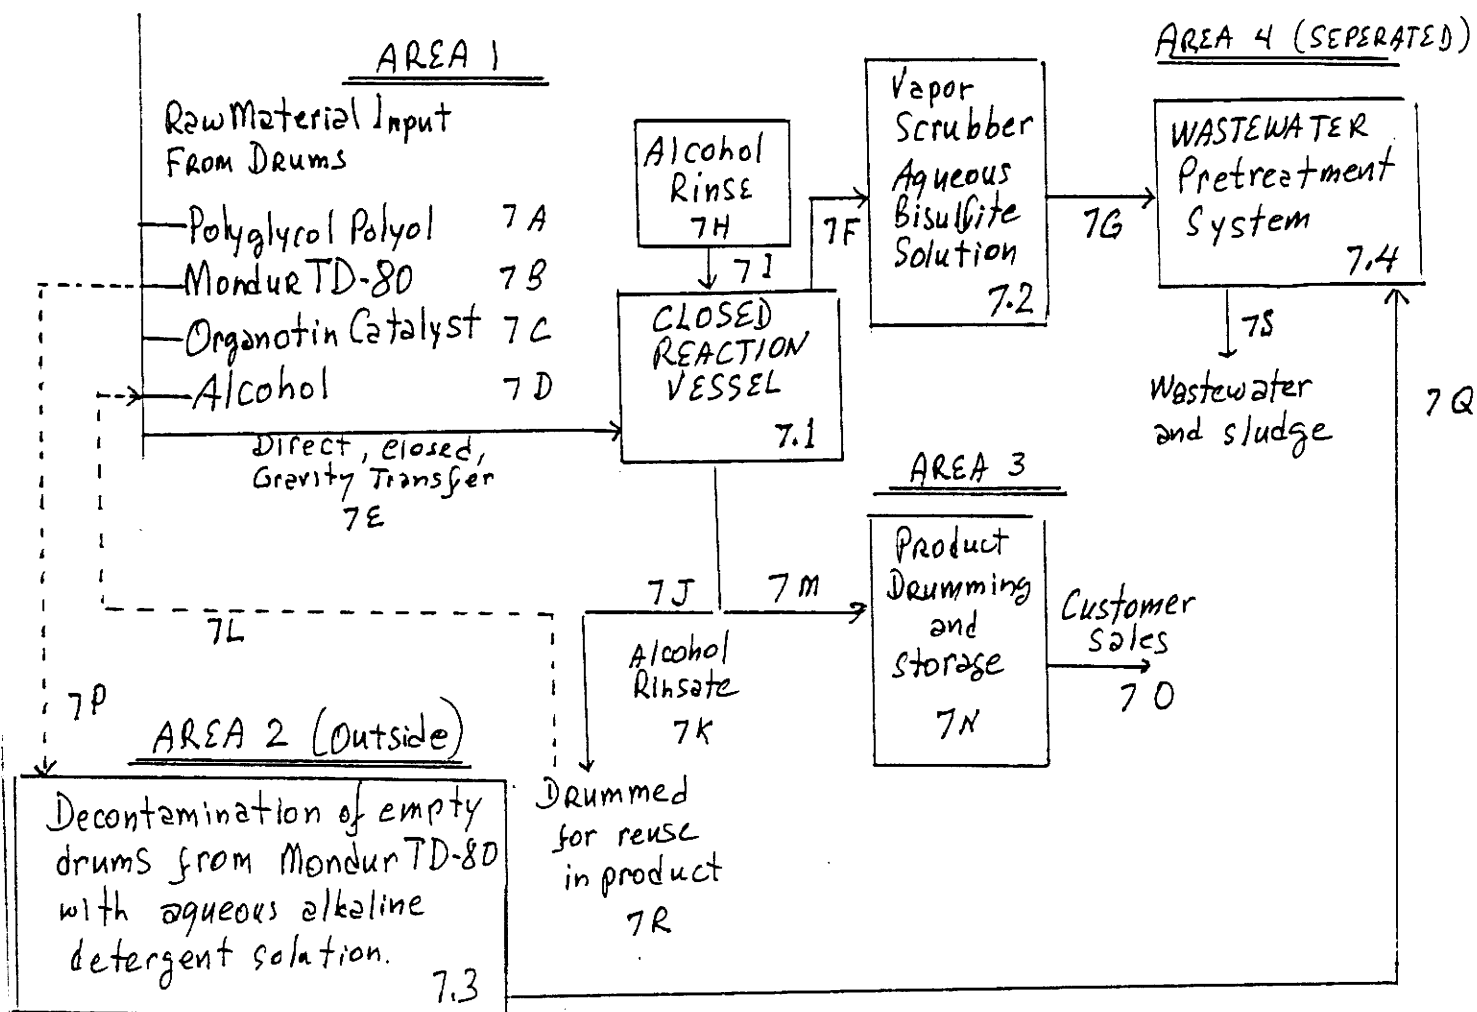 AREA 1
Raw Material Input
FROM DRUMS
Polyglycol Polyol 7A
Mondur TD-80 7B
Organotin Catalyst 7C
Alcohol 7D
Direct, closed,
Gravity Transfer
7E
Alcohol
Rinse
7H
7I
CLOSED
REACTION
VESSEL
7.1
7F
Vapor
Scrubber
Aqueous
Bisulfite
Solution
7.2
7G
AREA 4 (SEPERATED)
WASTEWATER
Pretreatment
System
7.4
7S
Wastewater
and sludge
7Q
AREA 3
Product
Drumming
and
storage
7N
Customer
Sales
7O
7J
7M
Alcohol
Rinsate
7K
7L
7P
Drummed
for reuse
in product
7R
AREA 2 (Outside)
Decontamination of empty
drums from Mondur TD-80
with aqueous alkaline
detergent solution.
7.3